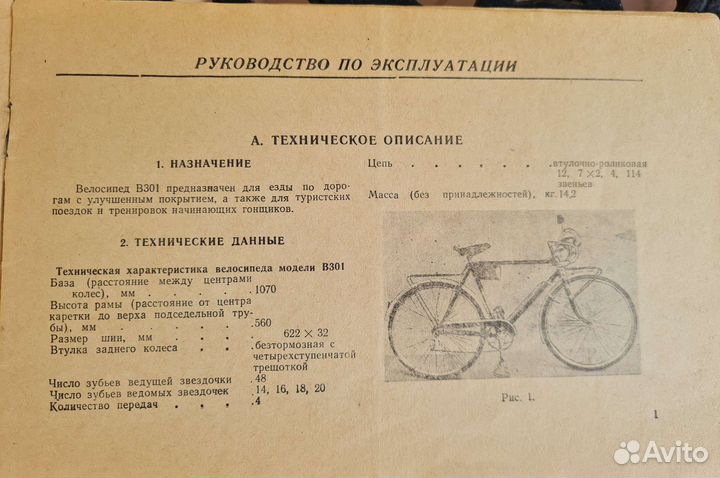 РУКОВОДСТВО ПО ЭКСПЛУАТАЦИИ
А. ТЕХНИЧЕСКОЕ ОПИСАНИЕ
1. НАЗНАЧЕНИЕ
Велосипед В301 предназначен для езды по доро-
гам с улучшенным покрытием, а также для туристских
поездок и тренировок начинающих гонщиков.
2. ТЕХНИЧЕСКИЕ ДАННЫЕ
Техническая характеристика велосипеда модели В301
База (расстояние между центрами
колес), мм . . . . . .1070
Высота рамы (расстояние от центра
каретки до верха подседельной тру-
бы), мм . . . . . .560
Размер шин, мм . . . 622 × 32
Втулка заднего колеса . . .безтормозная с
четырехступенчатой
трещоткой
Число зубьев ведущей звездочки .48
Число зубьев ведомых звездочек .14, 16, 18, 20
Количество передач . . . .4
Цепь . . . . . . .втулочно-роликовая
12, 7×2, 4, 114
звеньев
Масса (без принадлежностей), кг.14,2
Рис. 1.
1
Avito